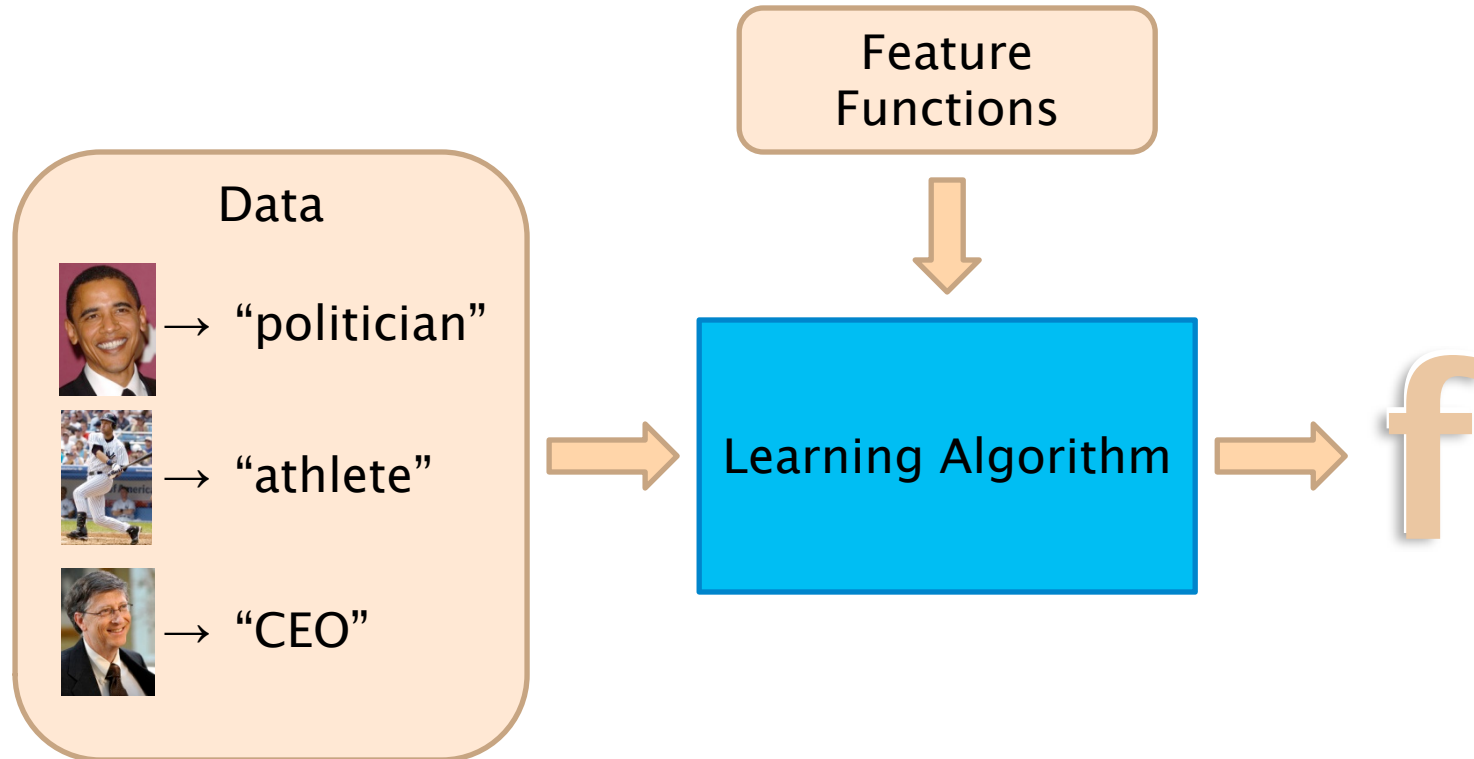 Feature
Functions
Data
→ “politician”
→ “athlete”
→ “CEO”
Learning Algorithm
f